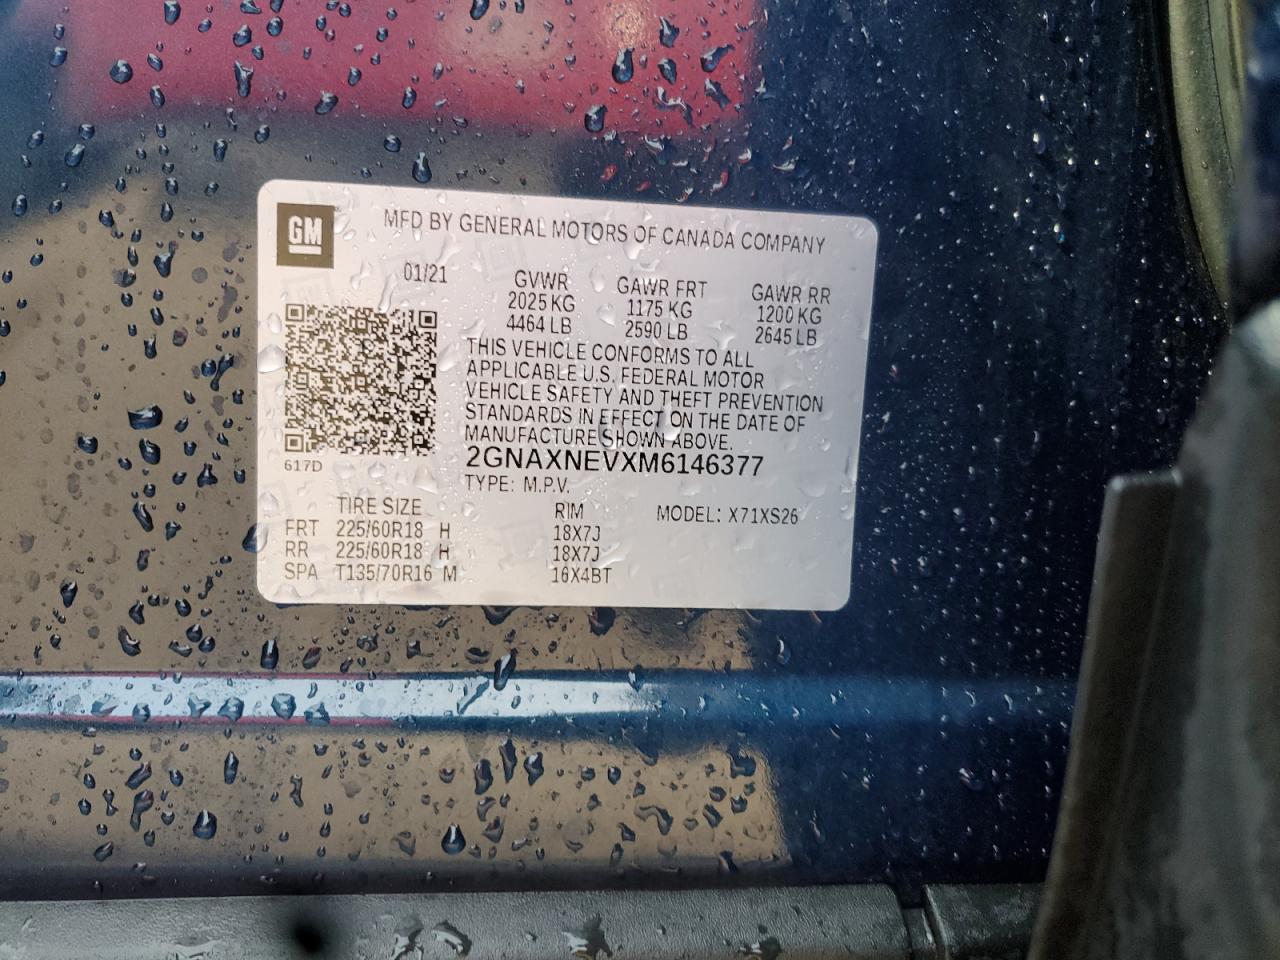 GM
MFD BY GENERAL MOTORS OF CANADA COMPANY
01/21 GVWR GAWR FRT GAWR RR
2025 KG 1175 KG 1200 KG
4464 LB 2590 LB 2645 LB
THIS VEHICLE CONFORMS TO ALL
APPLICABLE U.S. FEDERAL MOTOR
VEHICLE SAFETY AND THEFT PREVENTION
STANDARDS IN EFFECT ON THE DATE OF
MANUFACTURE SHOWN ABOVE.
617D 2GNAXNEVXM6146377
TYPE: M.P.V.
TIRE SIZE RIM MODEL: X71XS26
FRT 225/60R18 H 18X7J
RR 225/60R18 H 18X7J
SPA T135/70R16 M 16X4BT